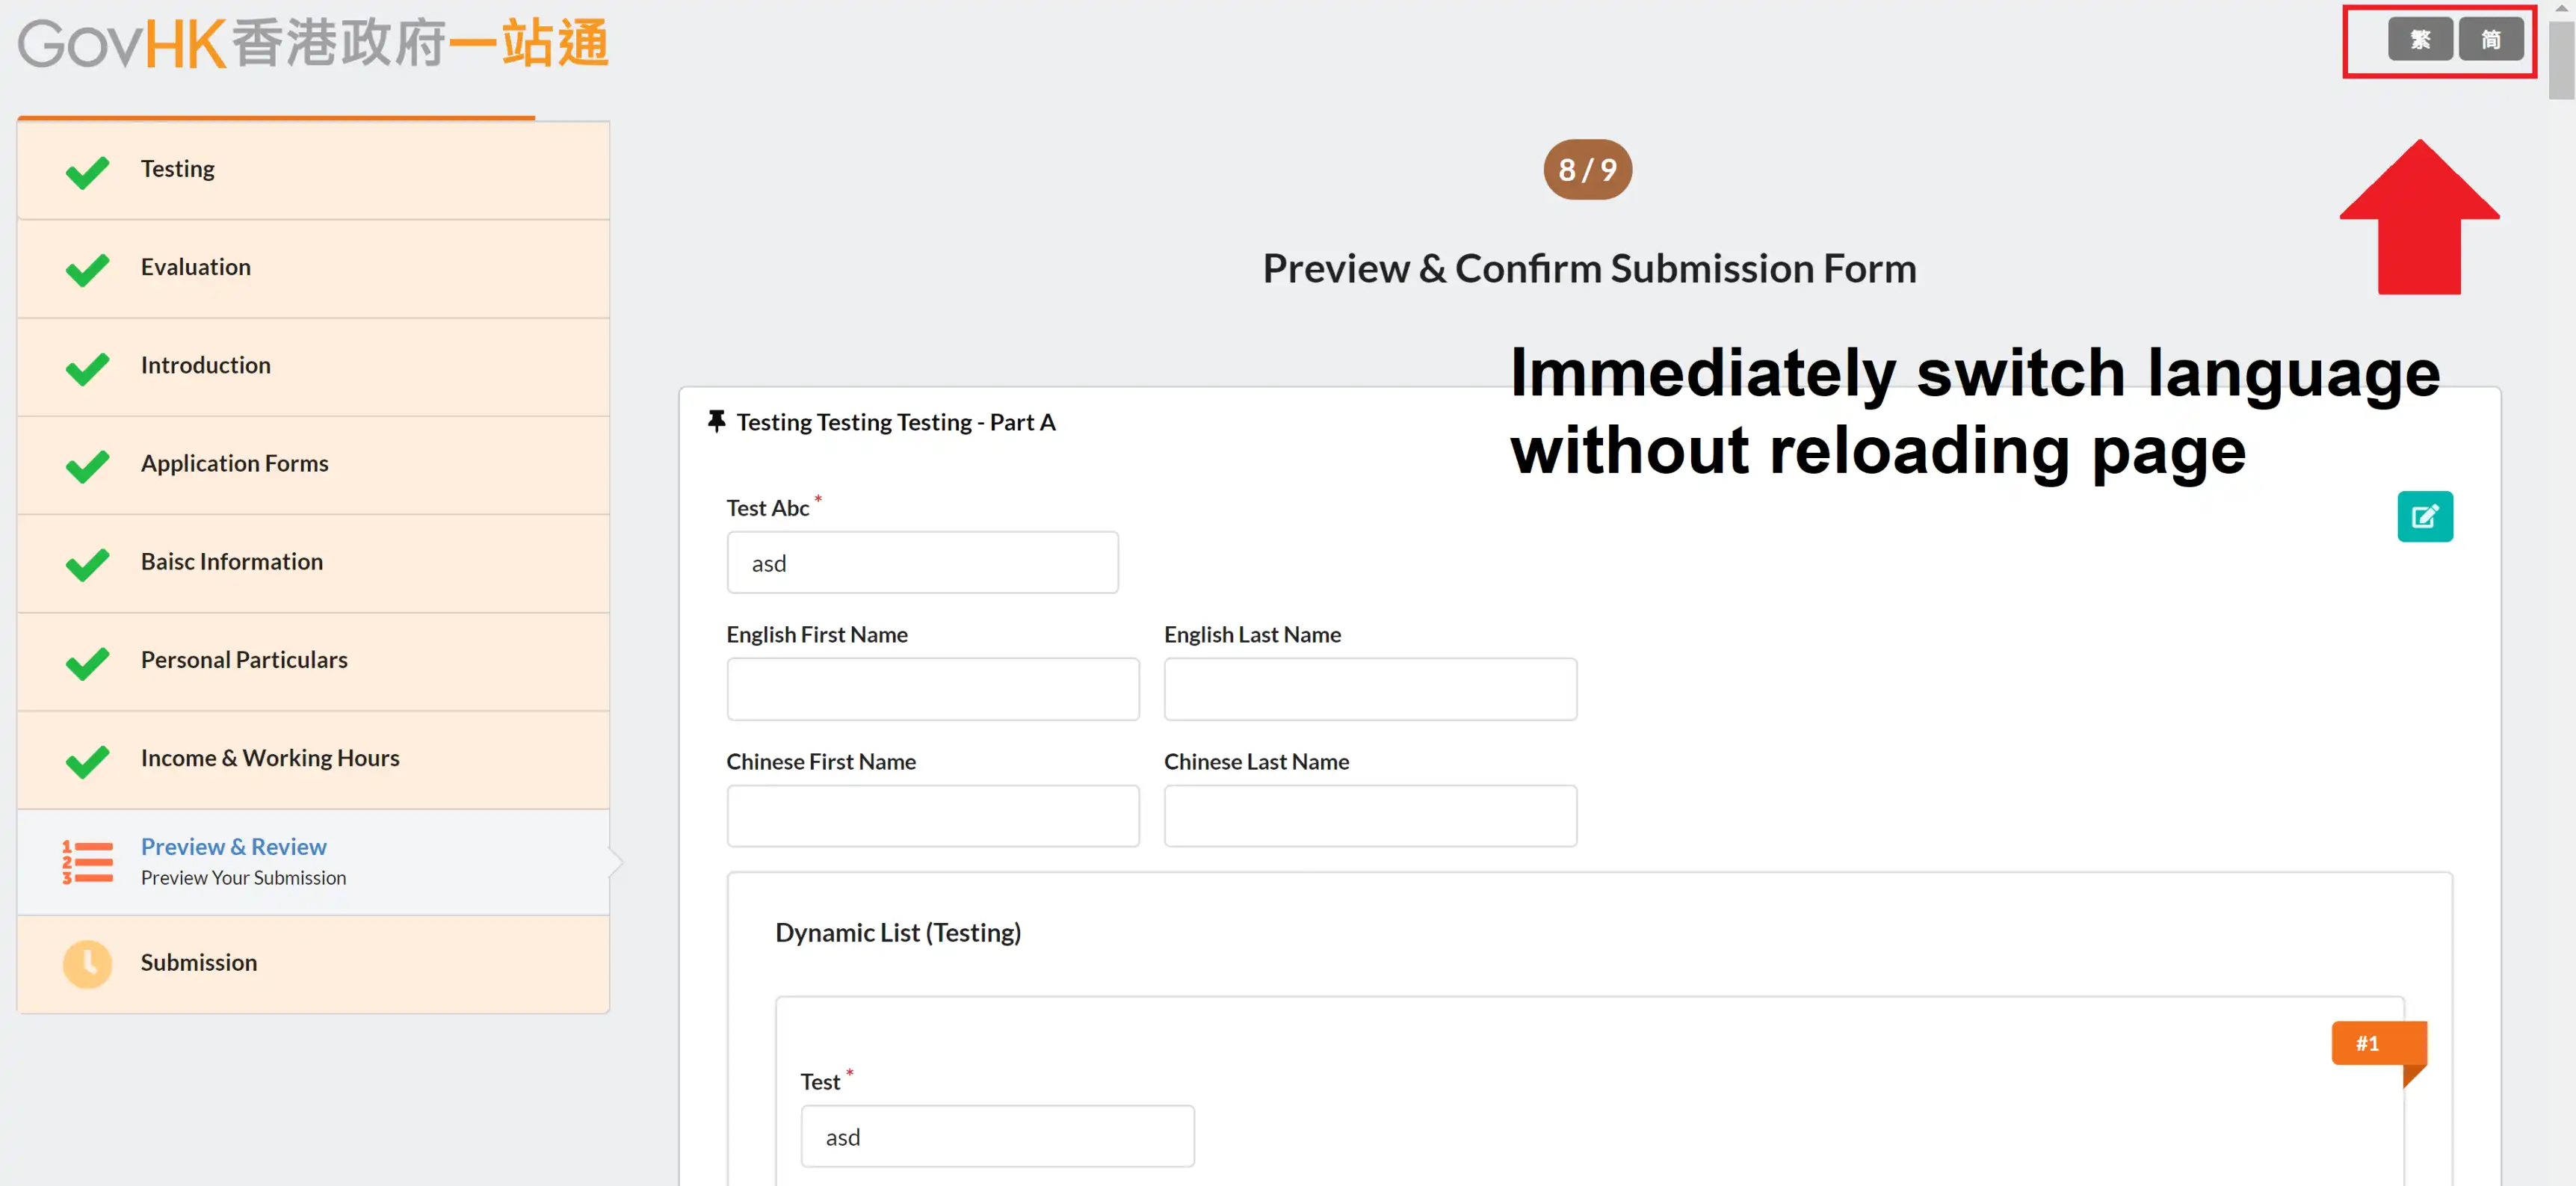 GovHK香港政府一站通
繁 简
Testing
Evaluation
Introduction
Application Forms
Baisc Information
Personal Particulars
Income & Working Hours
1
2
3
Preview & Review
Preview Your Submission
Submission
8 / 9
Preview & Confirm Submission Form
Immediately switch language
without reloading page
Testing Testing Testing - Part A
Test Abc *
asd
English First Name English Last Name
Chinese First Name Chinese Last Name
Dynamic List (Testing)
#1
Test *
asd